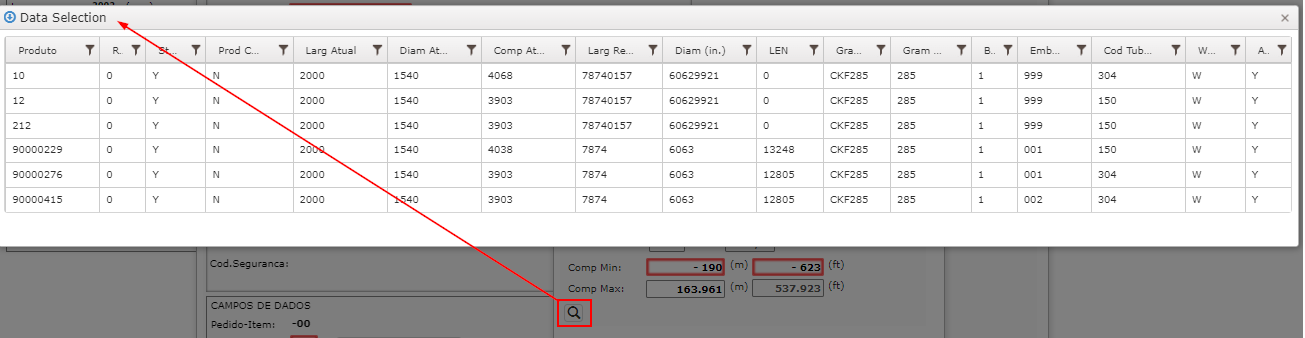 Data Selection
Produto R. St... Prod C... Larg Atual Diam At... Comp At... Larg Re... Diam (in.) LEN Gra... Gram ... B.. Emb... Cod Tub... W... A..
10 0 Y N 2000 1540 4068 78740157 60629921 0 CKF285 285 1 999 304 W Y
12 0 Y N 2000 1540 3903 78740157 60629921 0 CKF285 285 1 999 150 W Y
212 0 Y N 2000 1540 3903 78740157 60629921 0 CKF285 285 1 999 150 W Y
90000229 0 Y N 2000 1540 4038 7874 6063 13248 CKF285 285 1 001 150 W Y
90000276 0 Y N 2000 1540 3903 7874 6063 12805 CKF285 285 1 001 304 W Y
90000415 0 Y N 2000 1540 3903 7874 6063 12805 CKF285 285 1 002 304 W Y
Cod.Seguranca:
Comp Min: - 190 (m) - 623 (ft)
Comp Max: 163.961 (m) 537.923 (ft)
CAMPOS DE DADOS
Pedido-Item: -00